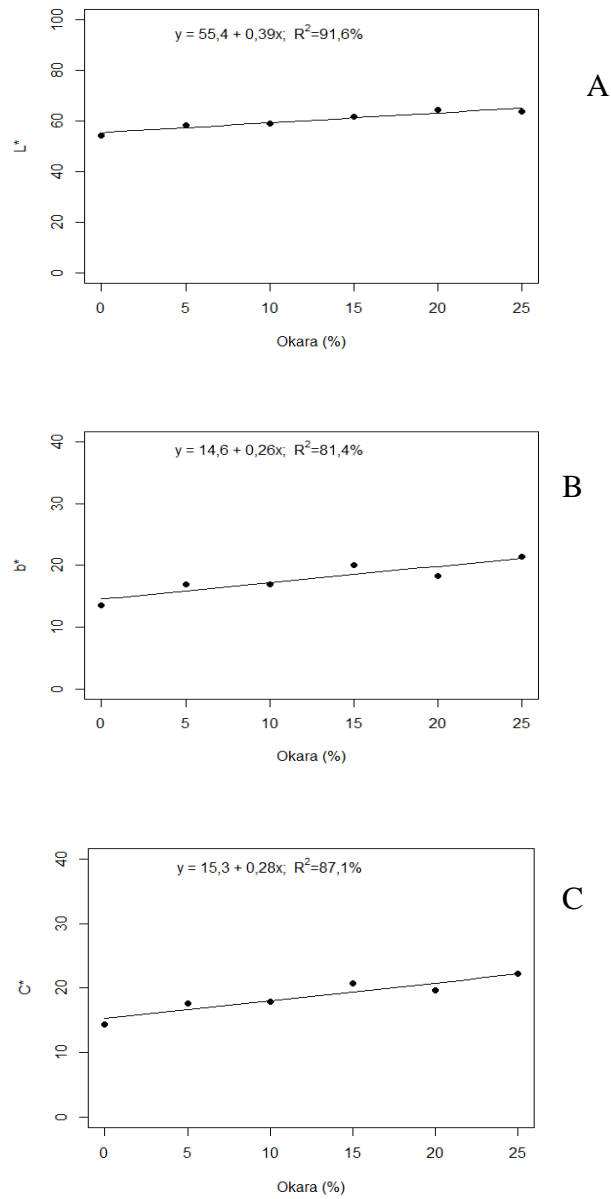 y = 55,4 + 0,39x; R²=91,6%
A
L*
0
20
40
60
80
100
0 5 10 15 20 25
Okara (%)
y = 14,6 + 0,26x; R²=81,4%
B
b*
0
10
20
30
40
0 5 10 15 20 25
Okara (%)
y = 15,3 + 0,28x; R²=87,1%
C
C*
0
10
20
30
40
0 5 10 15 20 25
Okara (%)